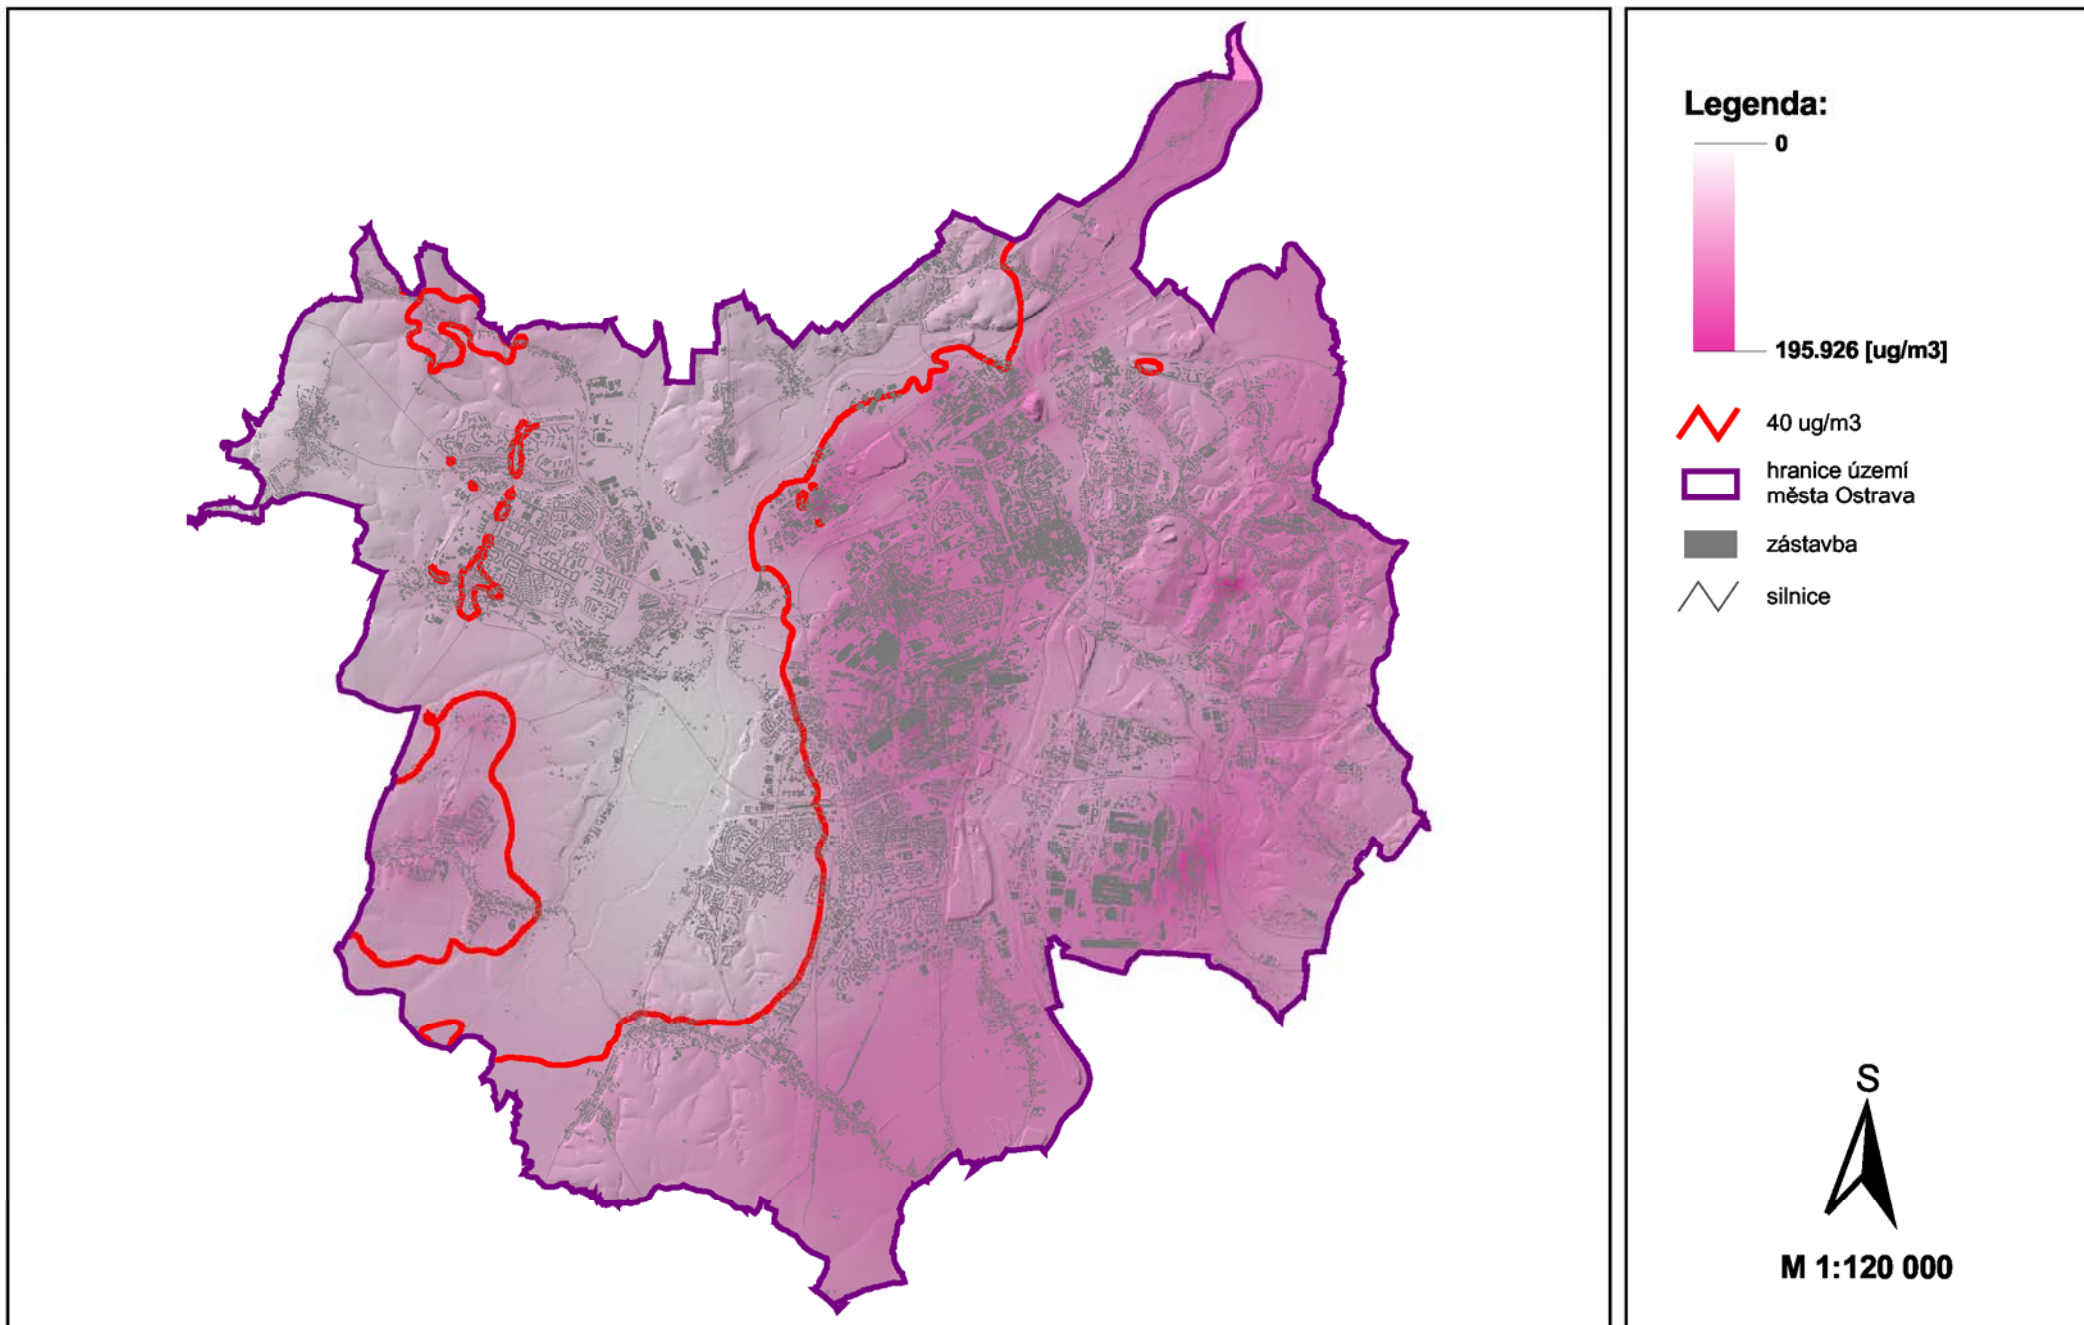 Legenda:
0
195.926 [ug/m3]
40 ug/m3
hranice území
města Ostrava
zástavba
silnice
S
M 1:120 000